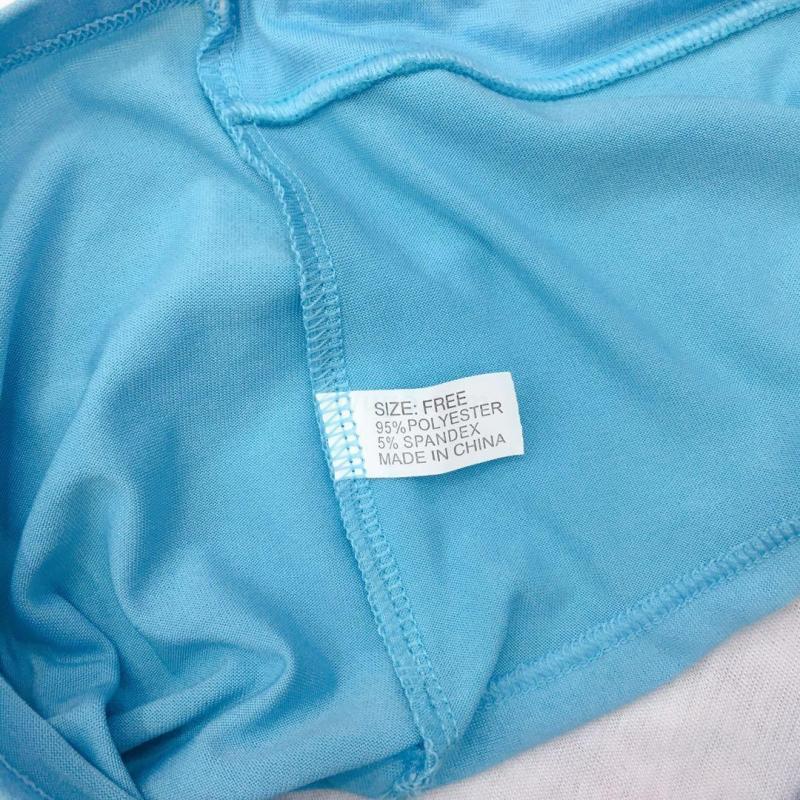 SIZE: FREE
95%POLYESTER
5% SPANDEX
MADE IN CHINA